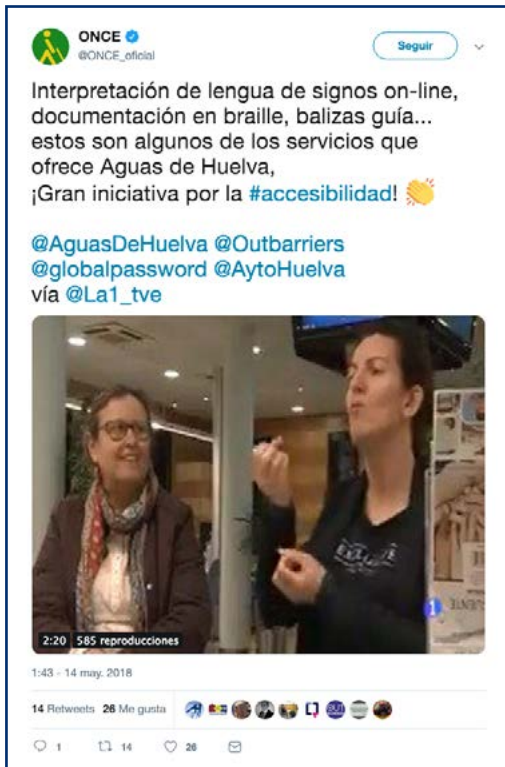 ONCE
@ONCE_oficial
Seguir
Interpretación de lengua de signos on-line,
documentación en braille, balizas guía...
estos son algunos de los servicios que
ofrece Aguas de Huelva,
¡Gran iniciativa por la #accesibilidad! 👏
@AguasDeHuelva @Outbarriers
@globalpassword @AytoHuelva
vía @La1_tve
1
2:20 585 reproducciones
1:43 - 14 may. 2018
14 Retweets 26 Me gusta
1 14 26